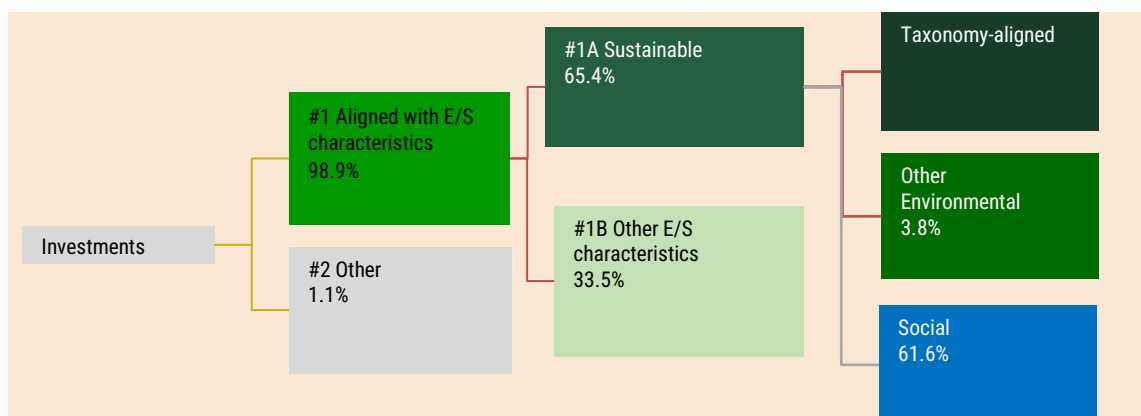 Investments
#1 Aligned with E/S
characteristics
98.9%
#2 Other
1.1%
#1A Sustainable
65.4%
#1B Other E/S
characteristics
33.5%
Taxonomy-aligned
Other
Environmental
3.8%
Social
61.6%